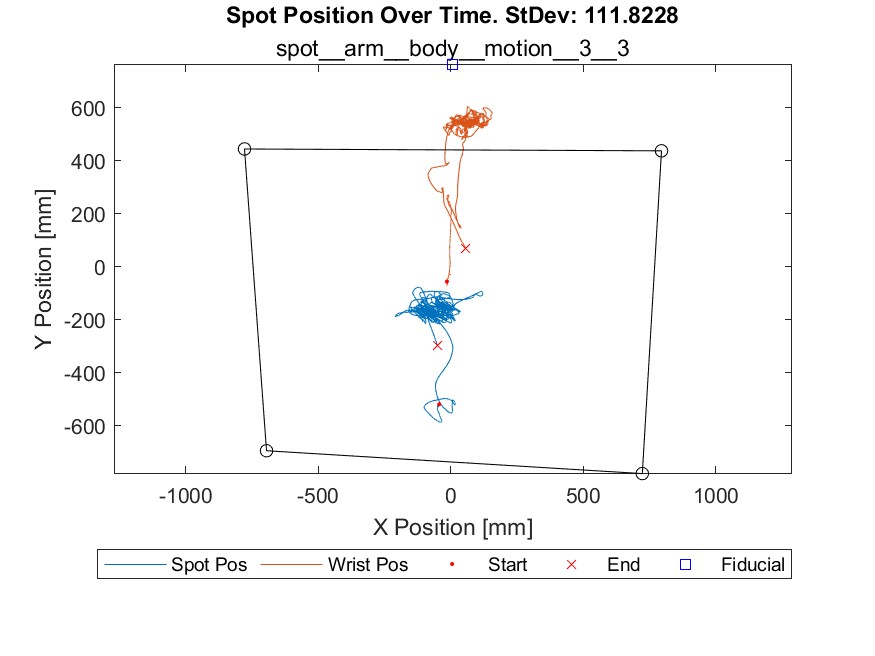 Spot Position Over Time. StDev: 111.8228
spot__arm__body__motion__3__3
600
400
200
0
-200
-400
-600
Y Position [mm]
-1000 -500 0 500 1000
X Position [mm]
Spot Pos Wrist Pos Start End Fiducial